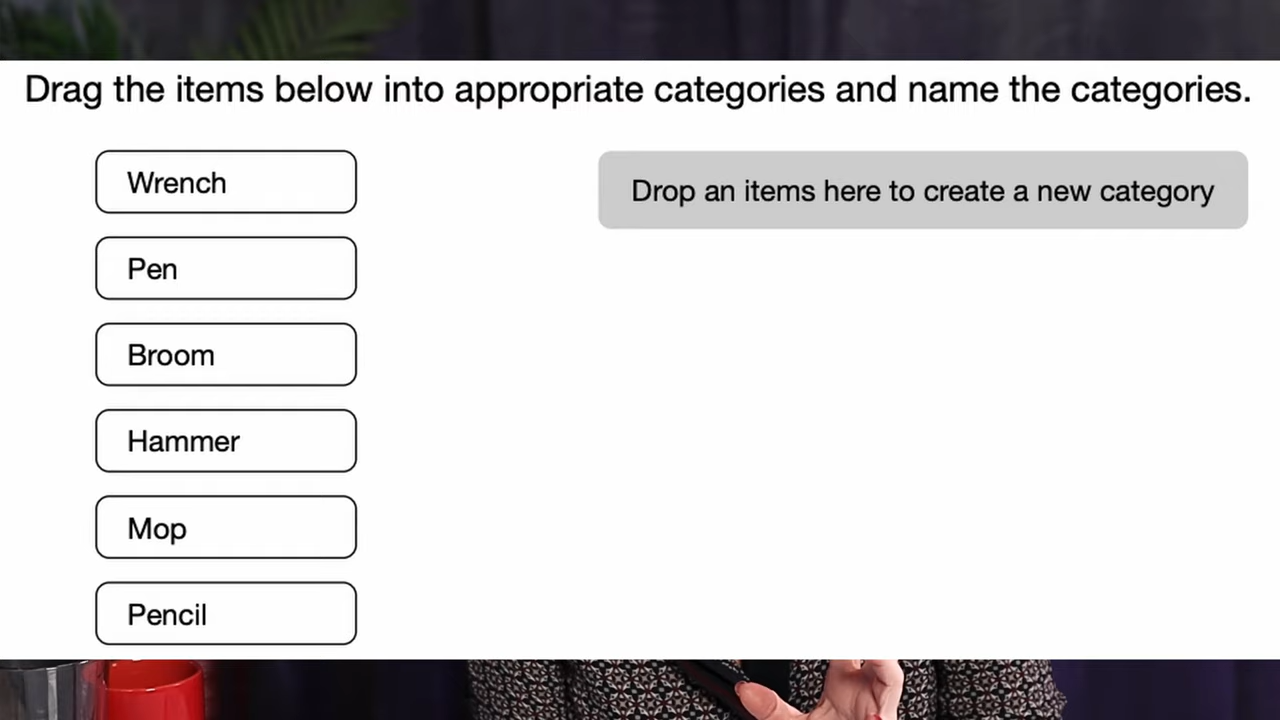 Drag the items below into appropriate categories and name the categories.
Wrench
Drop an items here to create a new category
Pen
Broom
Hammer
Mop
Pencil